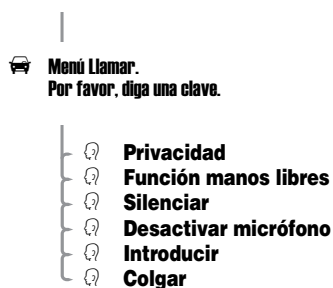 Menú Llamar.
Por favor, diga una clave.
Privacidad
Función manos libres
Silenciar
Desactivar micrófono
Introducir
Colgar